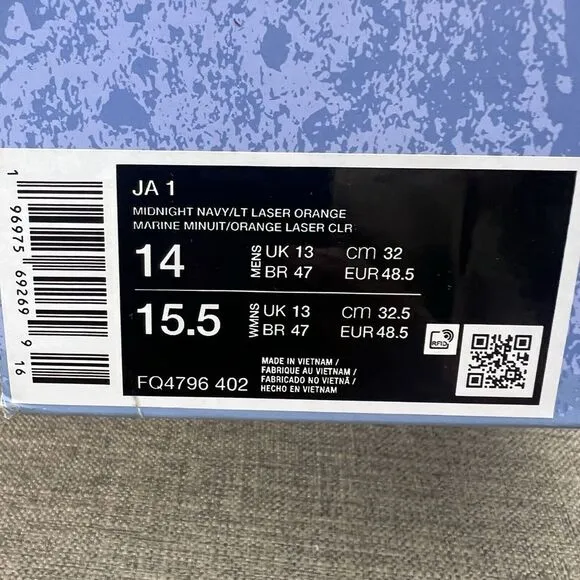 JA 1
MIDNIGHT NAVY/LT LASER ORANGE
MARINE MINUIT/ORANGE LASER CLR
14 MENS UK 13 cm 32
BR 47 EUR 48.5
15.5 WMNS UK 13 cm 32.5
BR 47 EUR 48.5
RFID
MADE IN VIETNAM /
FABRIQUE AU VIETNAM /
FABRICADO NO VIETNÃ /
HECHO EN VIETNAM
FQ4796 402
1 96975 69269 9
16